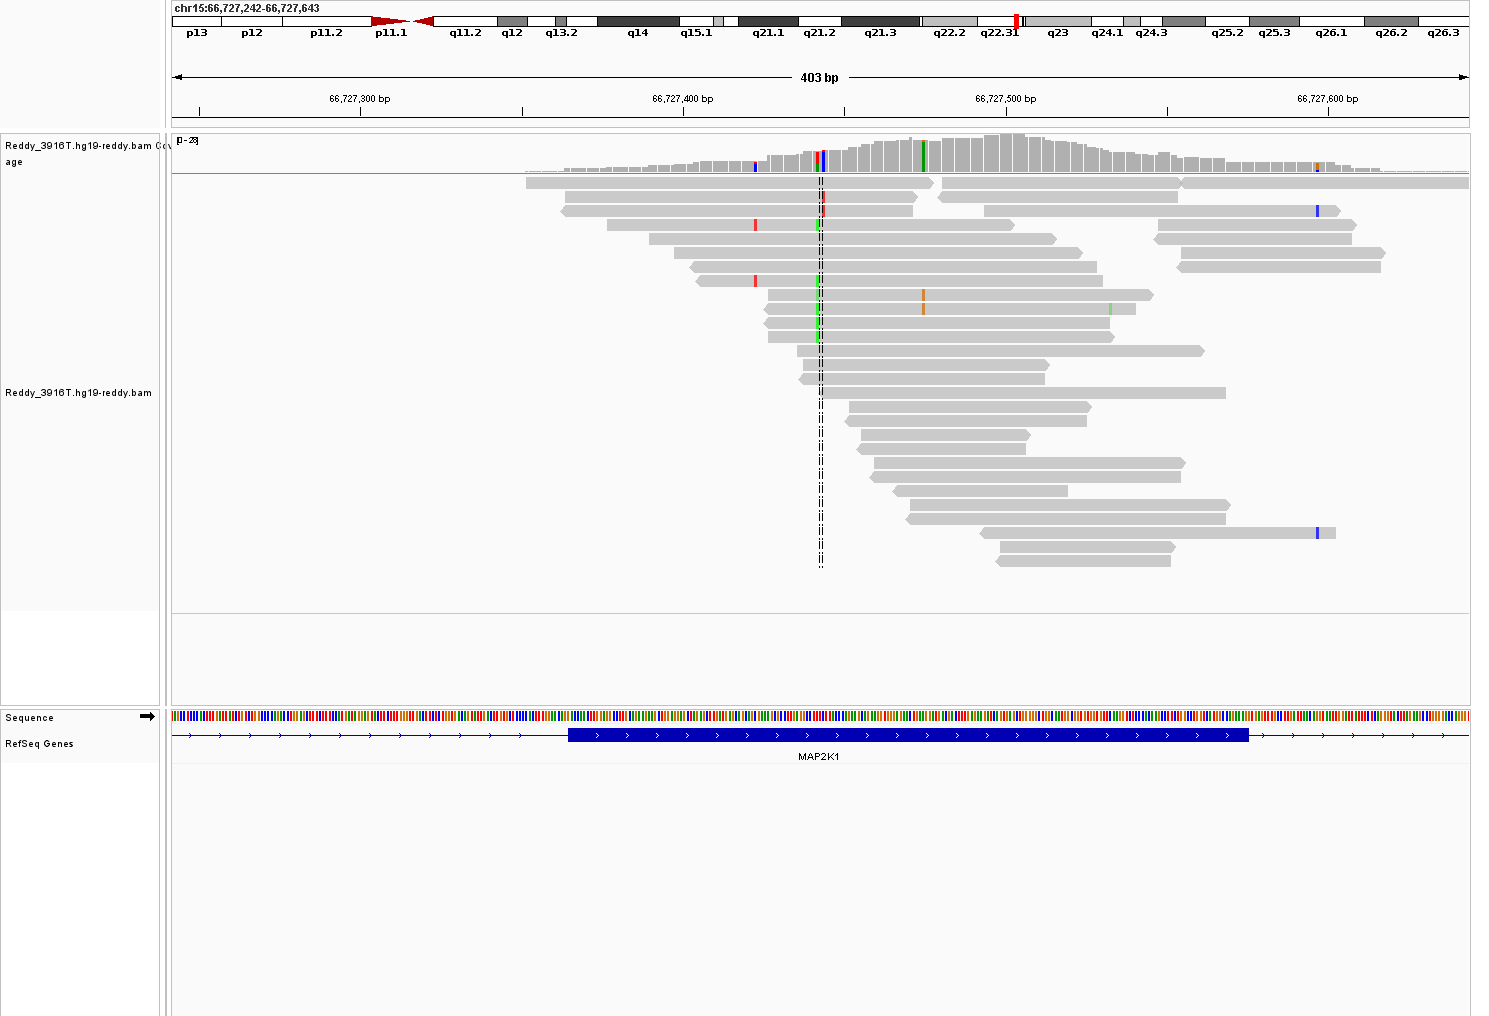 chr15:66,727,242-66,727,643
p13 p12 p11.2 p11.1 q11.2 q12 q13.2 q14 q15.1 q21.1 q21.2 q21.3 q22.2 q22.31 q23 q24.1 q24.3 q25.2 q25.3 q26.1 q26.2 q26.3
403 bp
66,727,300 bp 66,727,400 bp 66,727,500 bp 66,727,600 bp
Reddy_3916T.hg19-reddy.bam Cov
age
Reddy_3916T.hg19-reddy.bam
Sequence
RefSeq Genes
MAP2K1